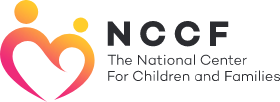 NCCF
The National Center
For Children and Families